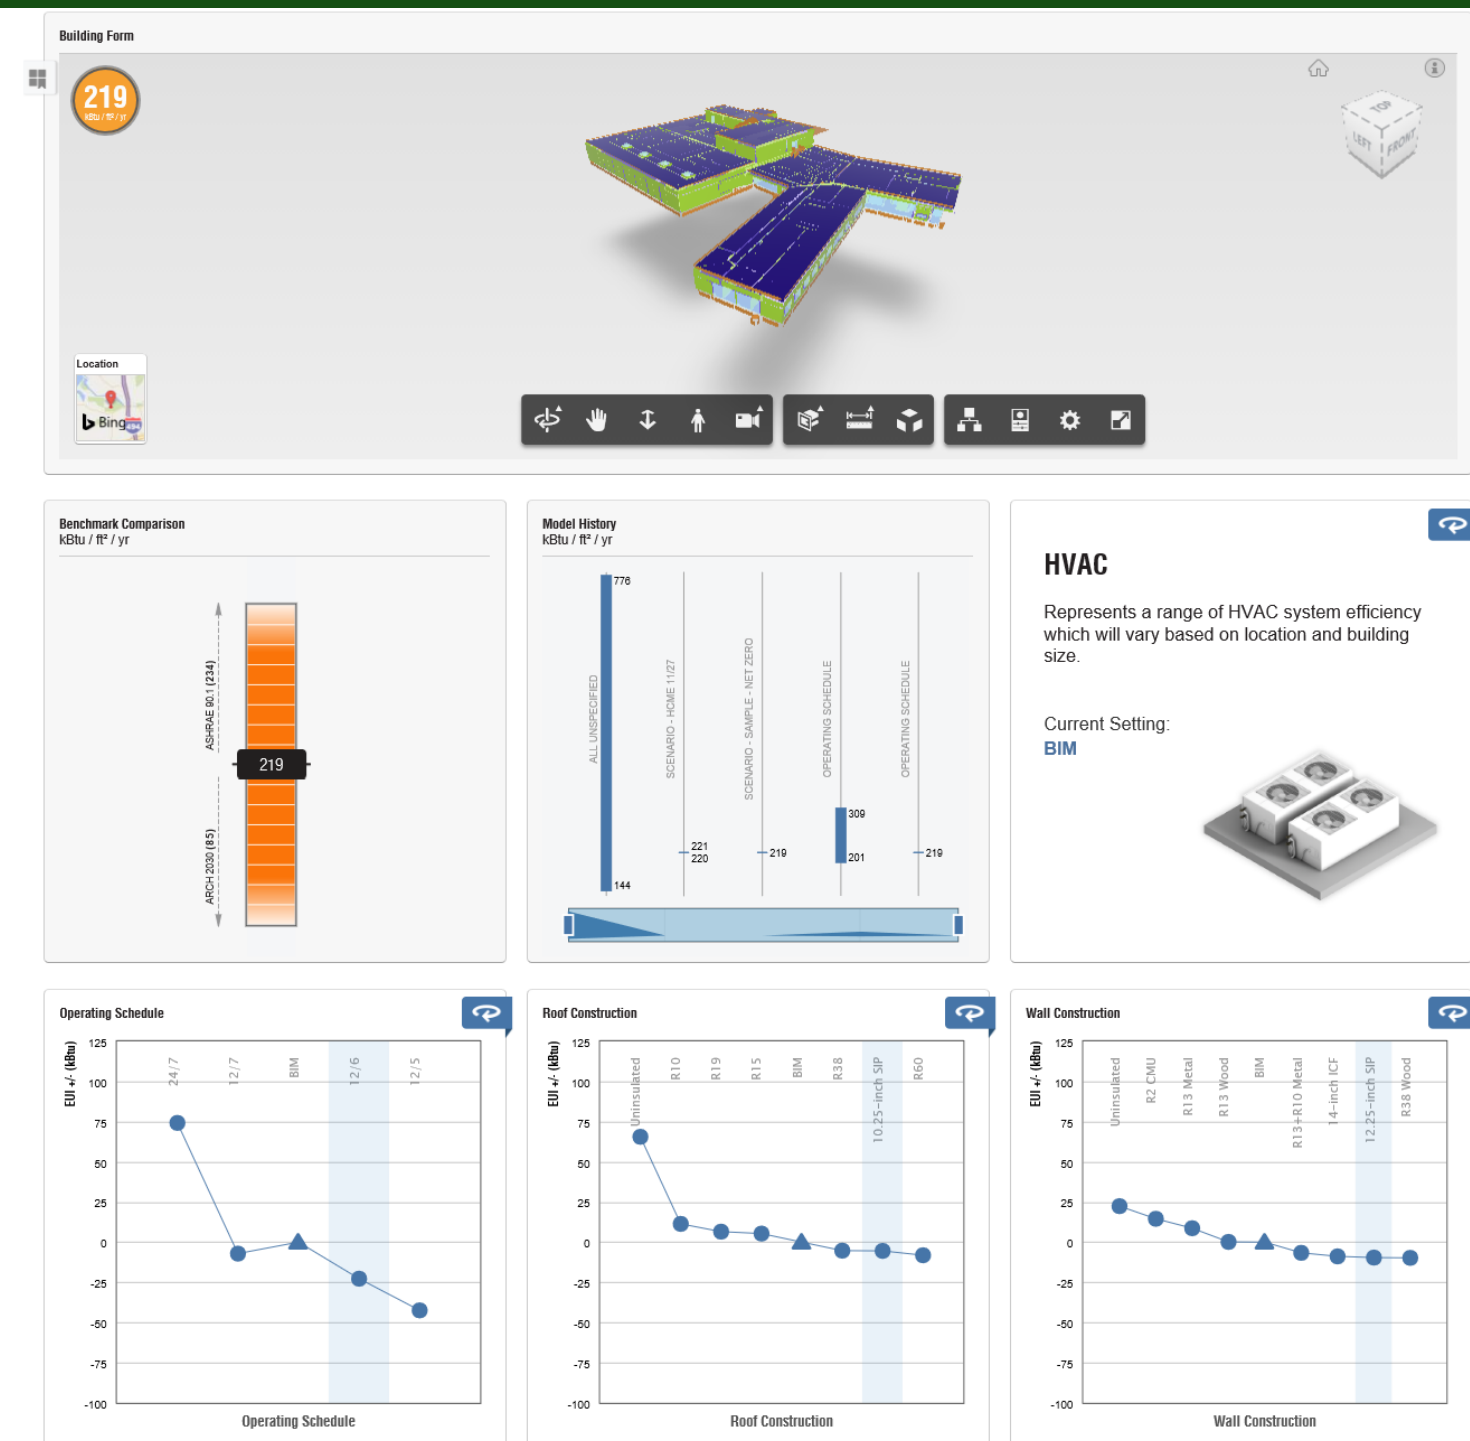 Building Form
219
kBtu / ft² / yr
TOP
LEFT
FRONT
Location
Bing
494
Benchmark Comparison
kBtu / ft² / yr
ASHRAE 90.1 (234)
219
ARCH 2030 (85)
Model History
kBtu / ft² / yr
776
144
ALL UNSPECIFIED
SCENARIO - HCME 11/27
221
220
SCENARIO - SAMPLE - NET ZERO
219
OPERATING SCHEDULE
309
201
OPERATING SCHEDULE
219
HVAC
Represents a range of HVAC system efficiency
which will vary based on location and building
size.
Current Setting:
BIM
Operating Schedule
EUI +/- (kBtu)
125
100
75
50
25
0
-25
-50
-75
-100
24/7
12/7
BIM
12/6
12/5
Operating Schedule
Roof Construction
EUI +/- (kBtu)
125
100
75
50
25
0
-25
-50
-75
-100
Uninsulated
R10
R19
R15
BIM
R38
10.25-inch SIP
R60
Roof Construction
Wall Construction
EUI +/- (kBtu)
125
100
75
50
25
0
-25
-50
-75
-100
Uninsulated
R2 CMU
R13 Metal
R13 Wood
BIM
R13+R10 Metal
14-inch ICF
12.25-inch SIP
R38 Wood
Wall Construction